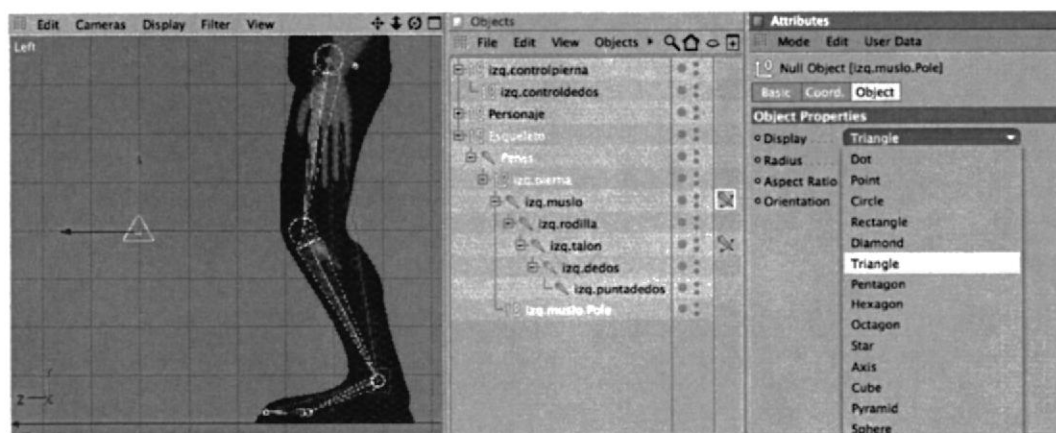 Edit Cameras Display Filter View
Left
Z X
Objects
File Edit View Objects
izq.controlpierna
izq.controldedos
Personaje
Esqueleto
izq.pierna
izq.muslo
izq.rodilla
izq.talon
izq.dedos
izq.puntadedos
izq.muslo.Pole
Attributes
Mode Edit User Data
Null Object [izq.muslo.Pole]
Basic Coord. Object
Object Properties
Display . . . . Triangle
Radius . . . .
Aspect Ratio
Orientation
Dot
Point
Circle
Rectangle
Diamond
Triangle
Pentagon
Hexagon
Octagon
Star
Axis
Cube
Pyramid
Sphere